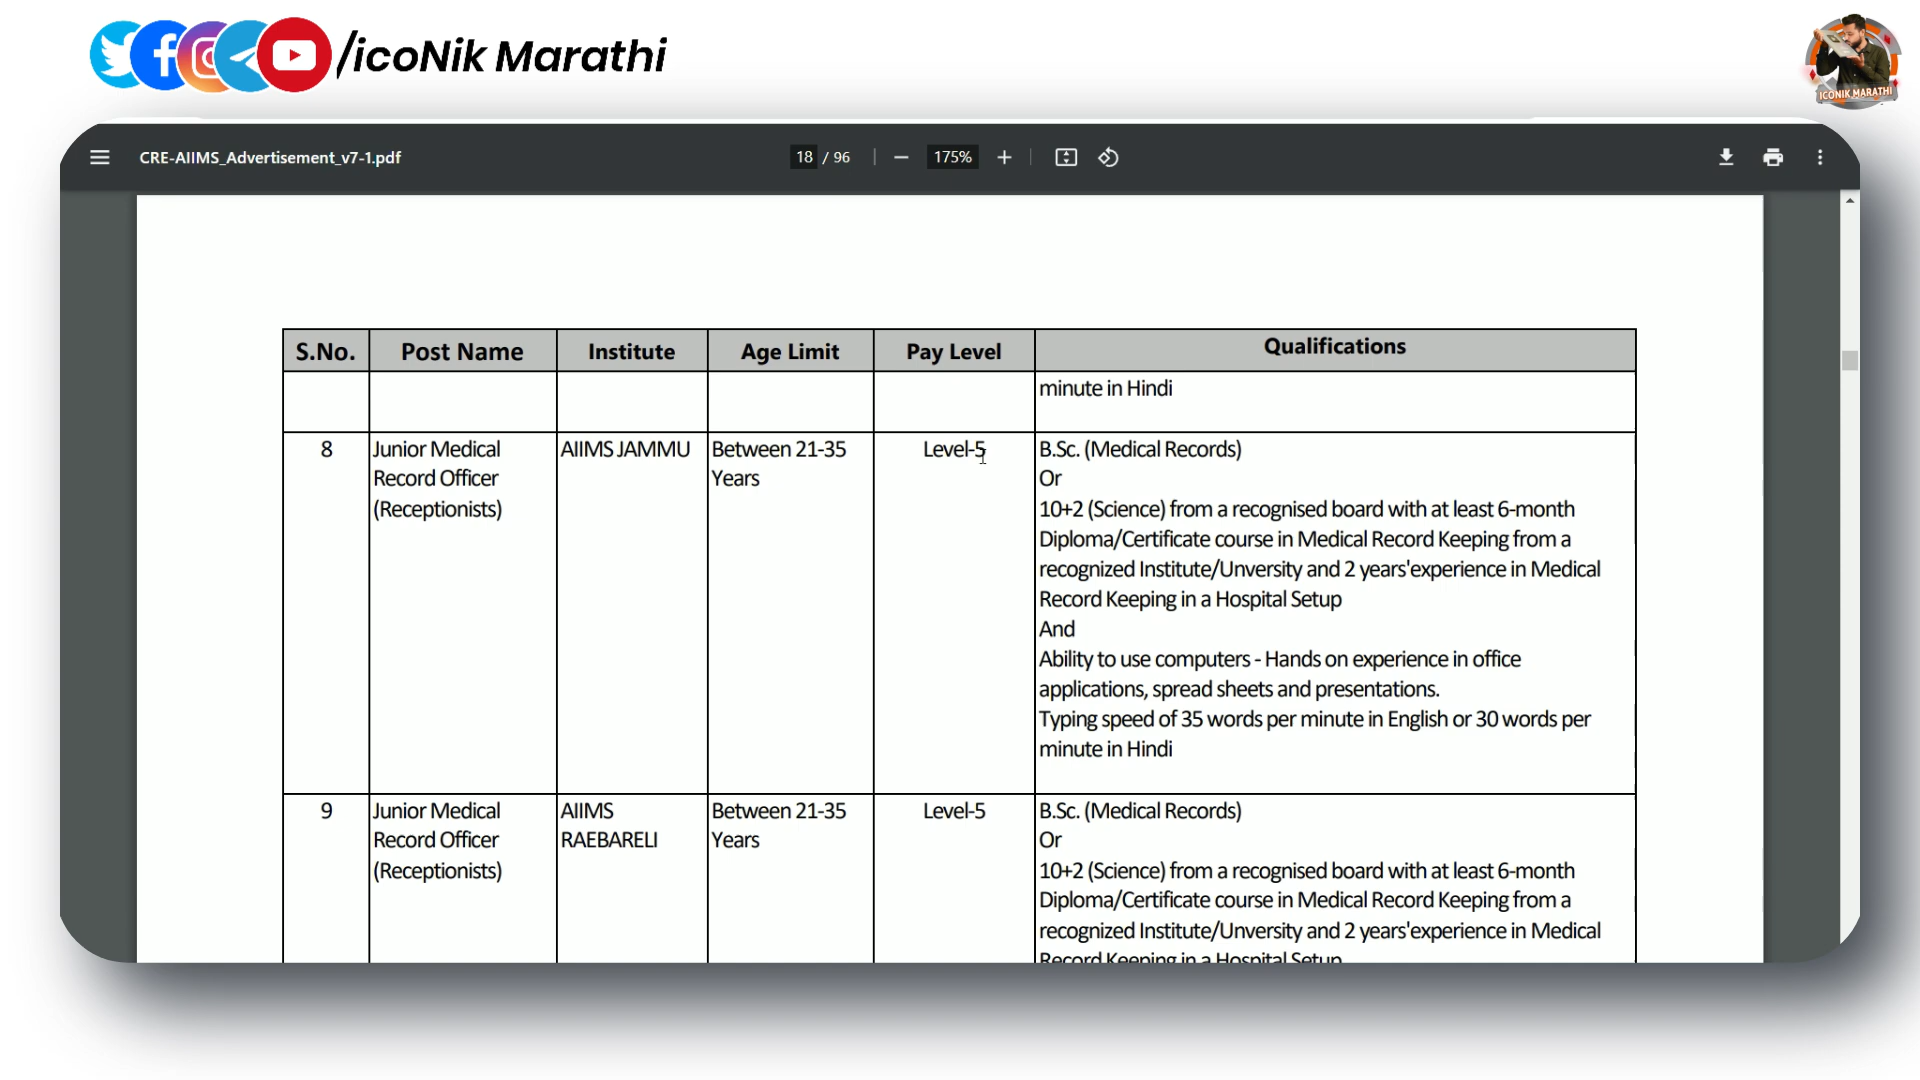 /icoNik Marathi
ICONIK MARATHI
CRE-AIIMS_Advertisement_v7-1.pdf
18 / 96
175%
S.No.
Post Name
Institute
Age Limit
Pay Level
Qualifications
minute in Hindi
8
Junior Medical
Record Officer
(Receptionists)
AIIMS JAMMU
Between 21-35
Years
Level-5
B.Sc. (Medical Records)
Or
10+2 (Science) from a recognised board with at least 6-month
Diploma/Certificate course in Medical Record Keeping from a
recognized Institute/Unversity and 2 years'experience in Medical
Record Keeping in a Hospital Setup
And
Ability to use computers - Hands on experience in office
applications, spread sheets and presentations.
Typing speed of 35 words per minute in English or 30 words per
minute in Hindi
9
Junior Medical
Record Officer
(Receptionists)
AIIMS
RAEBARELI
Between 21-35
Years
Level-5
B.Sc. (Medical Records)
Or
10+2 (Science) from a recognised board with at least 6-month
Diploma/Certificate course in Medical Record Keeping from a
recognized Institute/Unversity and 2 years'experience in Medical
Record Keeping in a Hospital Setup